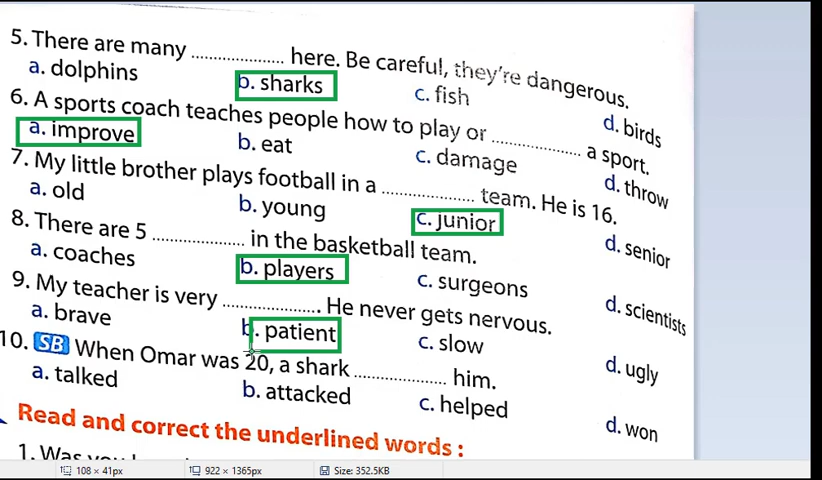 5. There are many .................... here. Be careful, they're dangerous.
a. dolphins b. sharks c. fish d. birds
6. A sports coach teaches people how to play or .................... a sport.
a. improve b. eat c. damage d. throw
7. My little brother plays football in a .................... team. He is 16.
a. old b. young c. junior d. senior
8. There are 5 .................... in the basketball team.
a. coaches b. players c. surgeons d. scientists
9. My teacher is very .................... . He never gets nervous.
a. brave b. patient c. slow d. ugly
10. SB When Omar was 20, a shark .................... him.
a. talked b. attacked c. helped d. won
Read and correct the underlined words :
1. Was you
108 × 41px 922 × 1365px Size: 352.5KB